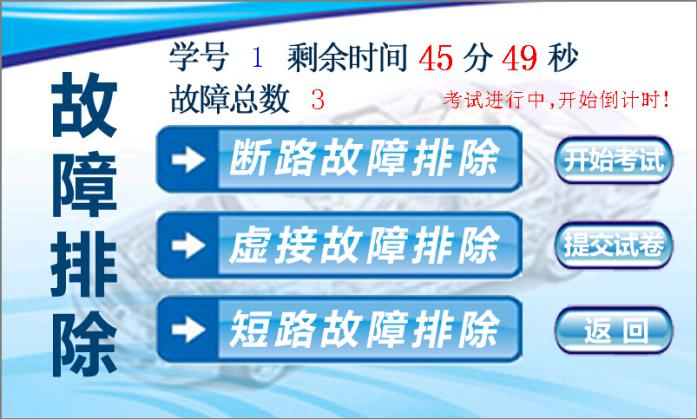 故障排除
学号 1 剩余时间 45 分 49 秒
故障总数 3 考试进行中,开始倒计时!
断路故障排除
开始考试
虚接故障排除
提交试卷
短路故障排除
返回